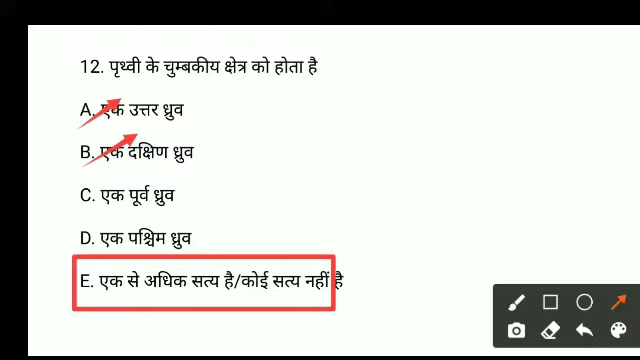 12. पृथ्वी के चुम्बकीय क्षेत्र को होता है
A. एक उत्तर ध्रुव
B. एक दक्षिण ध्रुव
C. एक पूर्व ध्रुव
D. एक पश्चिम ध्रुव
E. एक से अधिक सत्य है/कोई सत्य नहीं है